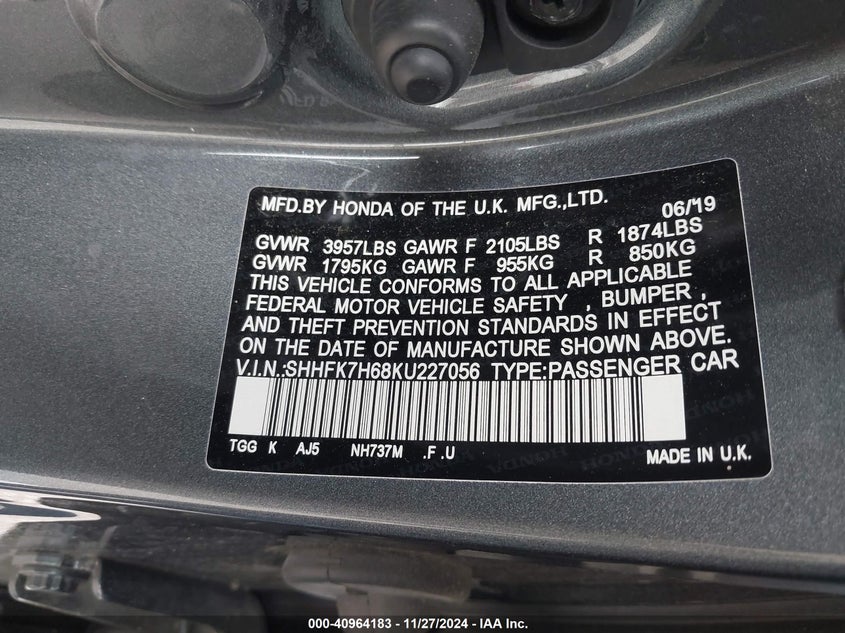 MFD.BY HONDA OF THE U.K. MFG.,LTD. 06/19
GVWR 3957LBS GAWR F 2105LBS R 1874LBS
GVWR 1795KG GAWR F 955KG R 850KG
THIS VEHICLE CONFORMS TO ALL APPLICABLE
FEDERAL MOTOR VEHICLE SAFETY , BUMPER ,
AND THEFT PREVENTION STANDARDS IN EFFECT
ON THE DATE OF MANUFACTURE SHOWN ABOVE.
V.I.N.:SHHFK7H68KU227056 TYPE:PASSENGER CAR
TGG K AJ5 NH737M .F .U MADE IN U.K.
000-40964183 - 11/27/2024 - IAA Inc.